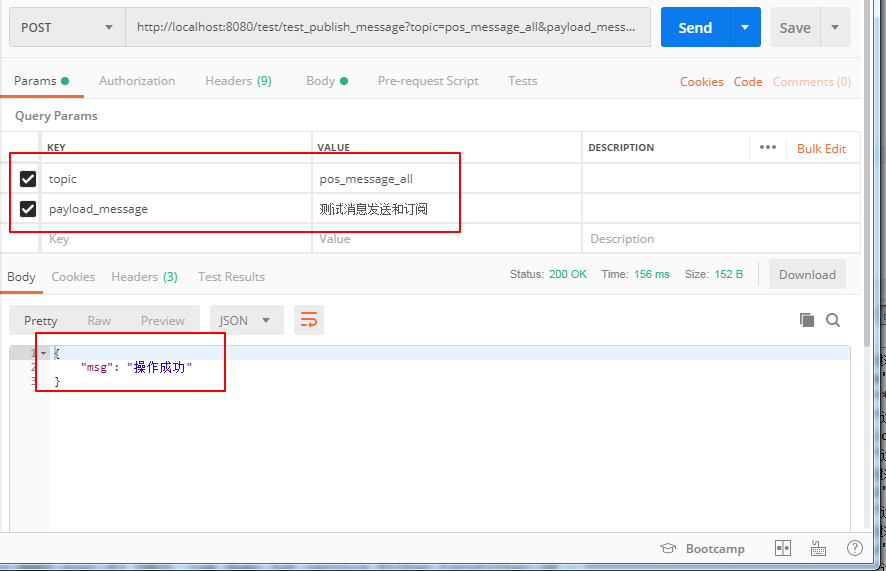 POST http://localhost:8080/test/test_publish_message?topic=pos_message_all&payload_mess... Send Save
Params Authorization Headers (9) Body Pre-request Script Tests Cookies Code Comments (0)
Query Params
KEY VALUE DESCRIPTION ••• Bulk Edit
topic pos_message_all
payload_message 测试消息发送和订阅
Key Value Description
Body Cookies Headers (3) Test Results Status: 200 OK Time: 156 ms Size: 152 B Download
Pretty Raw Preview JSON
1 {
2 "msg": "操作成功"
3 }
Bootcamp